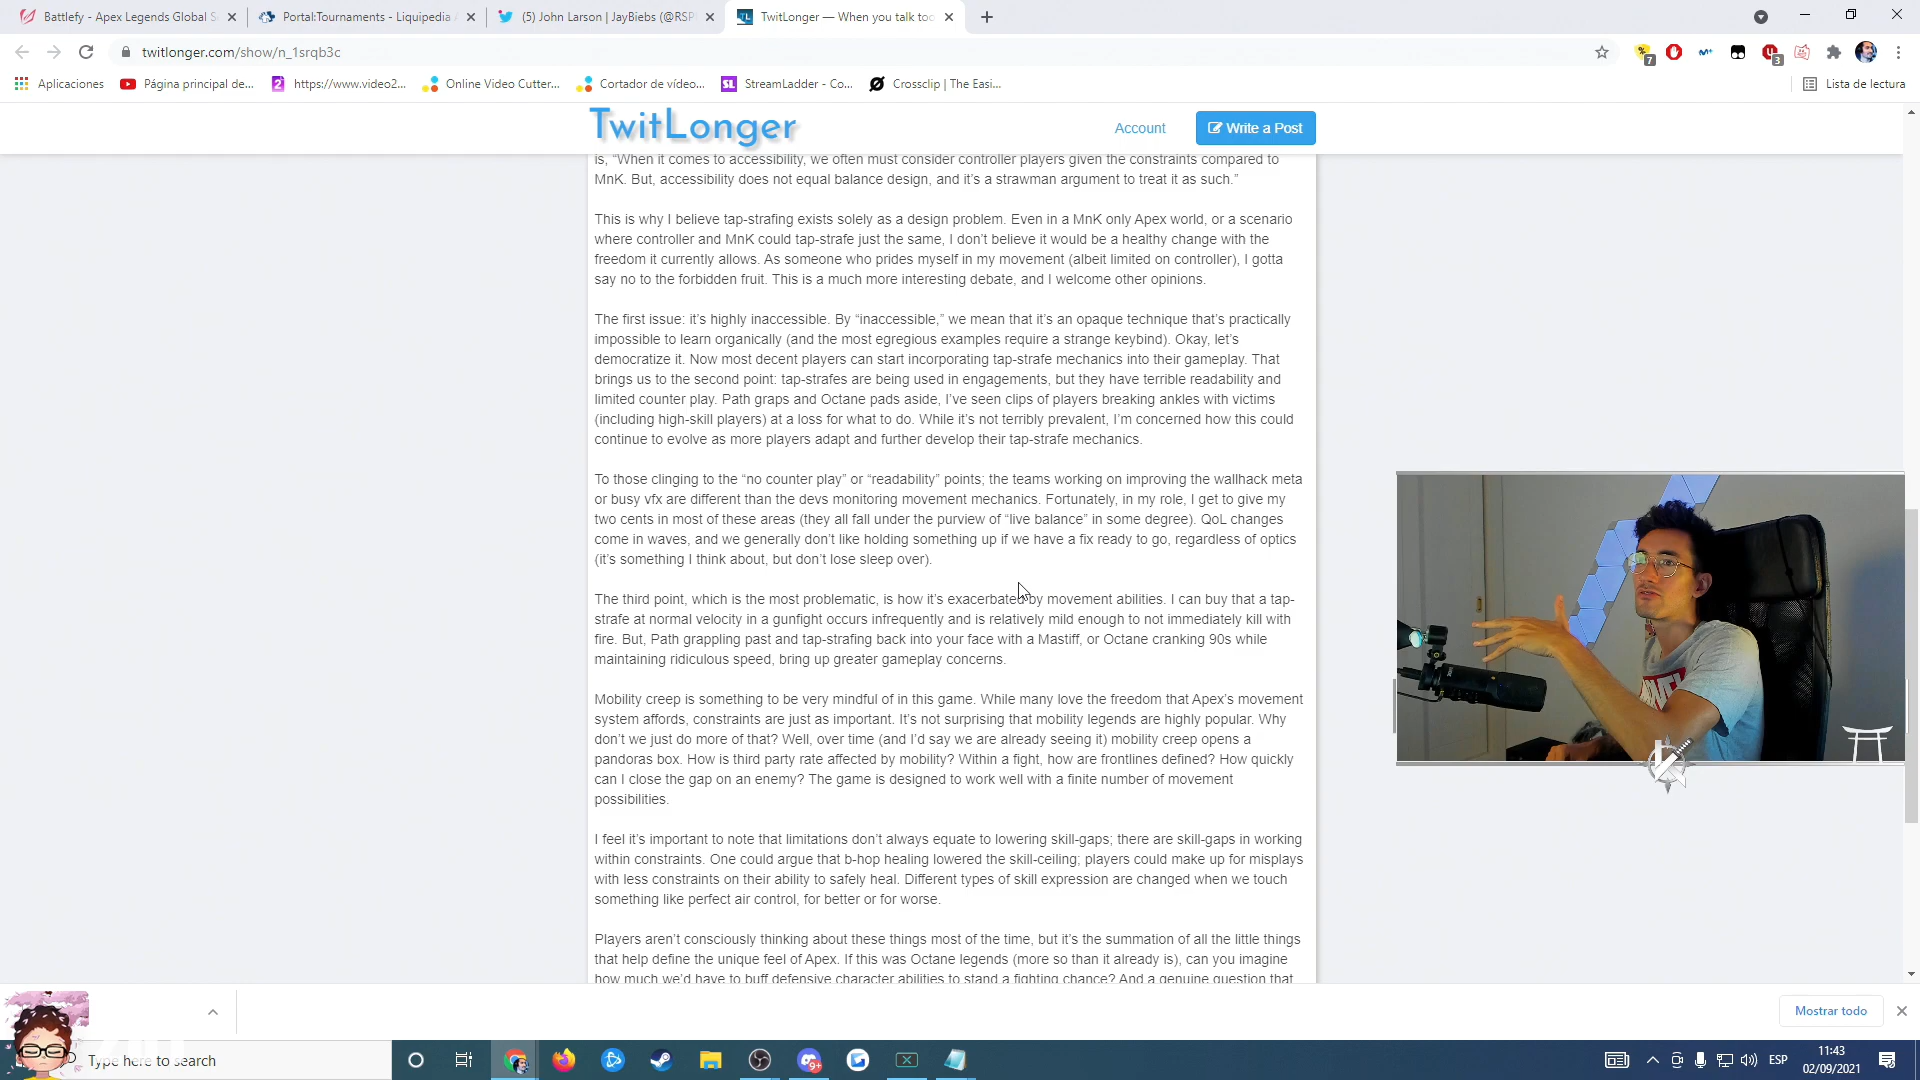 Battlefy - Apex Legends Global S
Portal:Tournaments - Liquipedia
(5) John Larson | JayBiebs (@RSP
TwitLonger — When you talk too
twitlonger.com/show/n_1srqb3c
7
3
Aplicaciones
Página principal de...
https://www.video2...
Online Video Cutter...
Cortador de vídeo...
StreamLadder - Co...
Crossclip | The Easi...
Lista de lectura
TwitLonger
Account
Write a Post
is, “When it comes to accessibility, we often must consider controller players given the constraints compared to
MnK. But, accessibility does not equal balance design, and it’s a strawman argument to treat it as such.”
This is why I believe tap-strafing exists solely as a design problem. Even in a MnK only Apex world, or a scenario
where controller and MnK could tap-strafe just the same, I don’t believe it would be a healthy change with the
freedom it currently allows. As someone who prides myself in my movement (albeit limited on controller), I gotta
say no to the forbidden fruit. This is a much more interesting debate, and I welcome other opinions.
The first issue: it’s highly inaccessible. By “inaccessible,” we mean that it’s an opaque technique that’s practically
impossible to learn organically (and the most egregious examples require a strange keybind). Okay, let’s
democratize it. Now most decent players can start incorporating tap-strafe mechanics into their gameplay. That
brings us to the second point: tap-strafes are being used in engagements, but they have terrible readability and
limited counter play. Path graps and Octane pads aside, I’ve seen clips of players breaking ankles with victims
(including high-skill players) at a loss for what to do. While it’s not terribly prevalent, I’m concerned how this could
continue to evolve as more players adapt and further develop their tap-strafe mechanics.
To those clinging to the “no counter play” or “readability” points; the teams working on improving the wallhack meta
or busy vfx are different than the devs monitoring movement mechanics. Fortunately, in my role, I get to give my
two cents in most of these areas (they all fall under the purview of “live balance” in some degree). QoL changes
come in waves, and we generally don’t like holding something up if we have a fix ready to go, regardless of optics
(it’s something I think about, but don’t lose sleep over).
The third point, which is the most problematic, is how it’s exacerbated by movement abilities. I can buy that a tap-
strafe at normal velocity in a gunfight occurs infrequently and is relatively mild enough to not immediately kill with
fire. But, Path grappling past and tap-strafing back into your face with a Mastiff, or Octane cranking 90s while
maintaining ridiculous speed, bring up greater gameplay concerns.
Mobility creep is something to be very mindful of in this game. While many love the freedom that Apex’s movement
system affords, constraints are just as important. It’s not surprising that mobility legends are highly popular. Why
don’t we just do more of that? Well, over time (and I’d say we are already seeing it) mobility creep opens a
pandoras box. How is third party rate affected by mobility? Within a fight, how are frontlines defined? How quickly
can I close the gap on an enemy? The game is designed to work well with a finite number of movement
possibilities.
I feel it’s important to note that limitations don’t always equate to lowering skill-gaps; there are skill-gaps in working
within constraints. One could argue that b-hop healing lowered the skill-ceiling; players could make up for misplays
with less constraints on their ability to safely heal. Different types of skill expression are changed when we touch
something like perfect air control, for better or for worse.
Players aren’t consciously thinking about these things most of the time, but it’s the summation of all the little things
that help define the unique feel of Apex. If this was Octane legends (more so than it already is), can you imagine
how much we’d have to buff defensive character abilities to stand a fighting chance? And a genuine question that
Mostrar todo
Type here to search
9+
ESP
11:43
02/09/2021